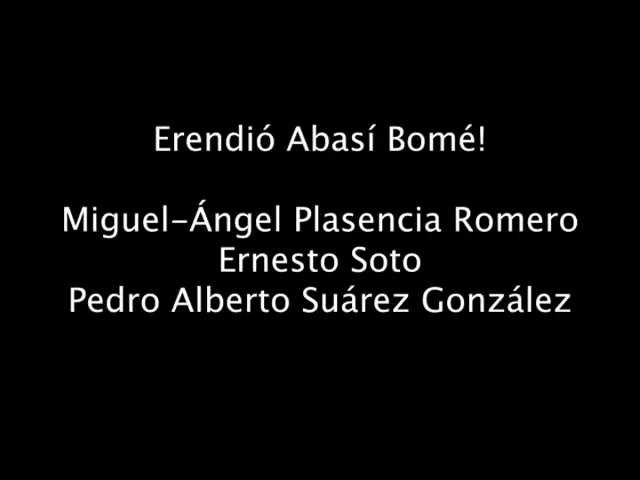 Erendió Abasí Bomé!
Miguel-Ángel Plasencia Romero
Ernesto Soto
Pedro Alberto Suárez González